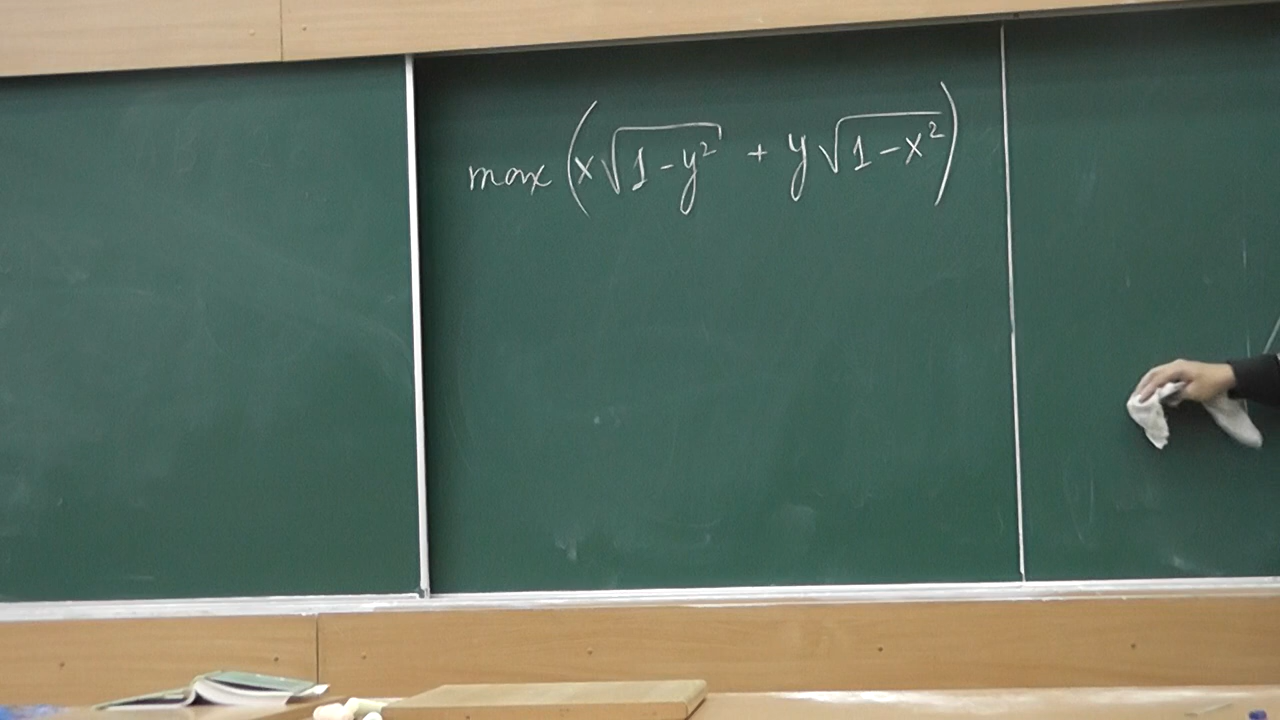 max (x√(1-y²) + y√(1-x²))